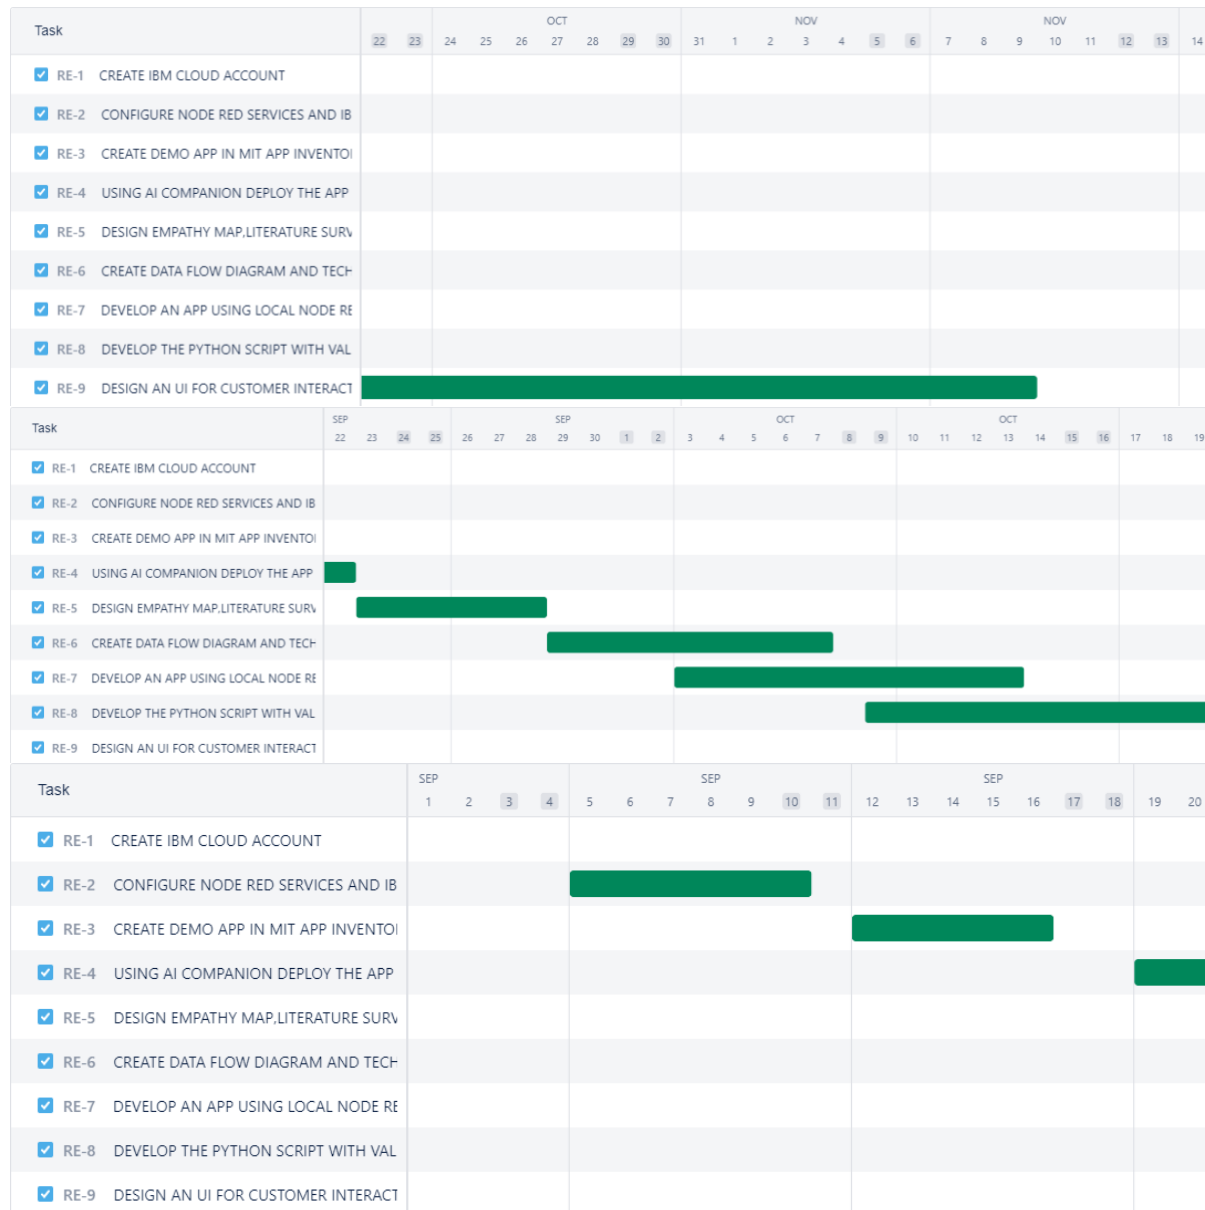 Task
OCT NOV NOV
22 23 24 25 26 27 28 29 30 31 1 2 3 4 5 6 7 8 9 10 11 12 13 14
RE-1 CREATE IBM CLOUD ACCOUNT
RE-2 CONFIGURE NODE RED SERVICES AND IB
RE-3 CREATE DEMO APP IN MIT APP INVENTO
RE-4 USING AI COMPANION DEPLOY THE APP
RE-5 DESIGN EMPATHY MAP,LITERATURE SURV
RE-6 CREATE DATA FLOW DIAGRAM AND TECH
RE-7 DEVELOP AN APP USING LOCAL NODE RE
RE-8 DEVELOP THE PYTHON SCRIPT WITH VAL
RE-9 DESIGN AN UI FOR CUSTOMER INTERACT
Task
SEP SEP OCT OCT
22 23 24 25 26 27 28 29 30 1 2 3 4 5 6 7 8 9 10 11 12 13 14 15 16 17 18 19
RE-1 CREATE IBM CLOUD ACCOUNT
RE-2 CONFIGURE NODE RED SERVICES AND IB
RE-3 CREATE DEMO APP IN MIT APP INVENTO
RE-4 USING AI COMPANION DEPLOY THE APP
RE-5 DESIGN EMPATHY MAP,LITERATURE SURV
RE-6 CREATE DATA FLOW DIAGRAM AND TECH
RE-7 DEVELOP AN APP USING LOCAL NODE RE
RE-8 DEVELOP THE PYTHON SCRIPT WITH VAL
RE-9 DESIGN AN UI FOR CUSTOMER INTERACT
Task
SEP SEP SEP
1 2 3 4 5 6 7 8 9 10 11 12 13 14 15 16 17 18 19 20
RE-1 CREATE IBM CLOUD ACCOUNT
RE-2 CONFIGURE NODE RED SERVICES AND IB
RE-3 CREATE DEMO APP IN MIT APP INVENTO
RE-4 USING AI COMPANION DEPLOY THE APP
RE-5 DESIGN EMPATHY MAP,LITERATURE SURV
RE-6 CREATE DATA FLOW DIAGRAM AND TECH
RE-7 DEVELOP AN APP USING LOCAL NODE RE
RE-8 DEVELOP THE PYTHON SCRIPT WITH VAL
RE-9 DESIGN AN UI FOR CUSTOMER INTERACT